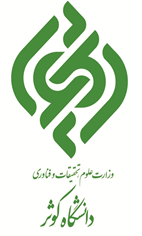 وزارت علوم تحقیقات و فناوری
دانشگاه کوثر